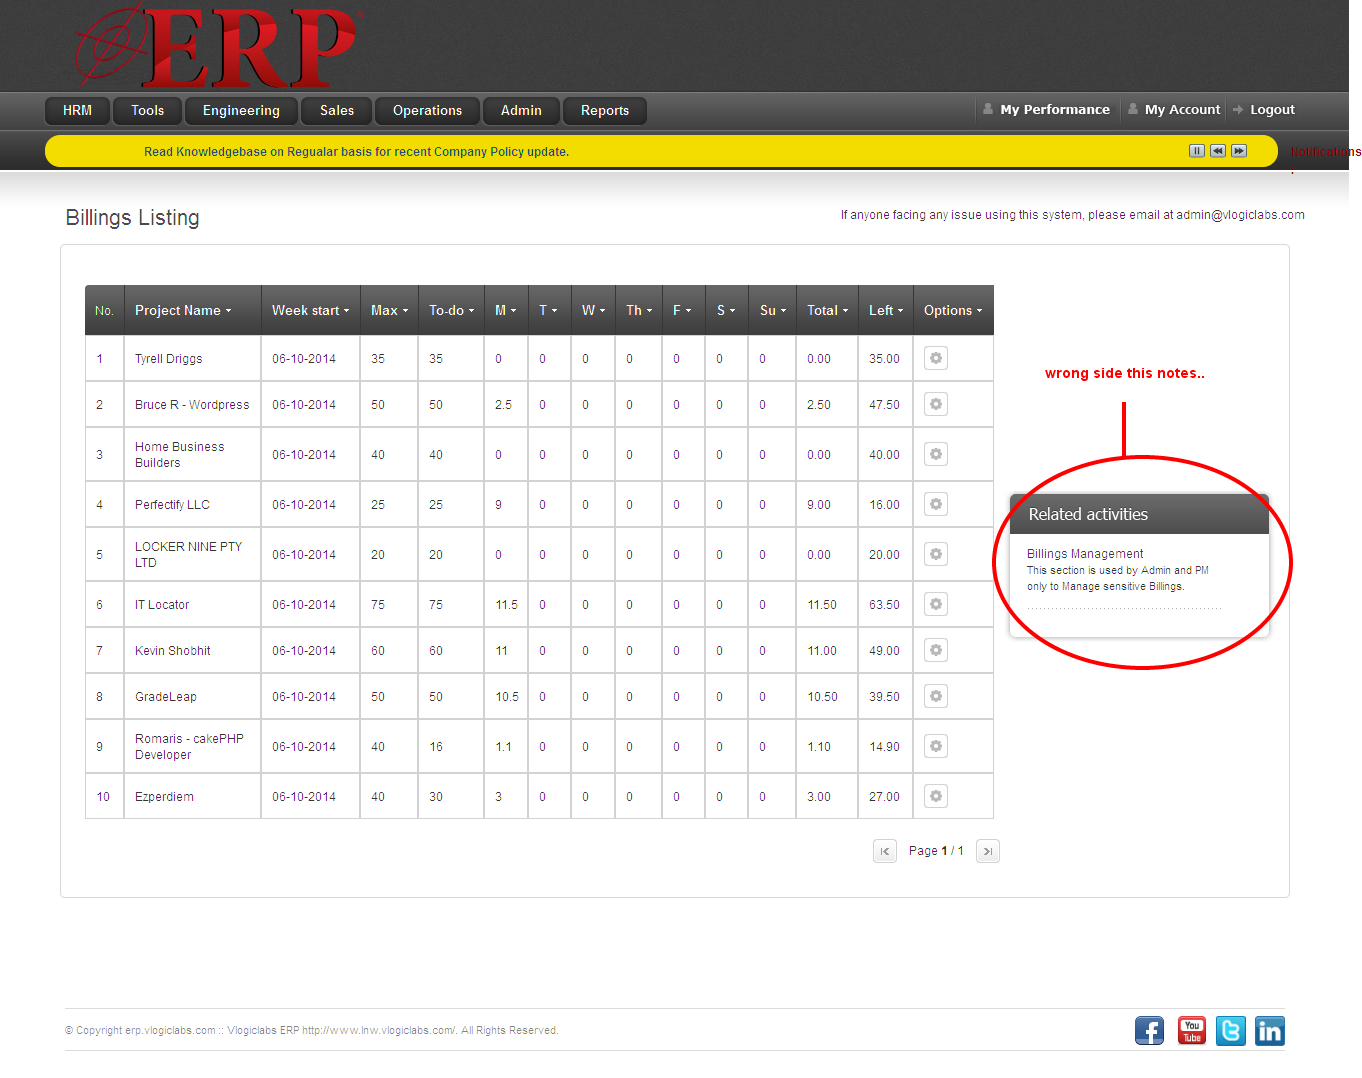 ERP
HRM Tools Engineering Sales Operations Admin Reports My Performance My Account Logout
Read Knowledgebase on Regualar basis for recent Company Policy update. Notifications
Billings Listing If anyone facing any issue using this system, please email at admin@vlogiclabs.com
No. Project Name Week start Max To-do M T W Th F S Su Total Left Options
1 Tyrell Driggs 06-10-2014 35 35 0 0 0 0 0 0 0 0.00 35.00
wrong side this notes..
2 Bruce R - Wordpress 06-10-2014 50 50 2.5 0 0 0 0 0 0 2.50 47.50
3 Home Business
Builders 06-10-2014 40 40 0 0 0 0 0 0 0 0.00 40.00
4 Perfectify LLC 06-10-2014 25 25 9 0 0 0 0 0 0 9.00 16.00
5 LOCKER NINE PTY
LTD 06-10-2014 20 20 0 0 0 0 0 0 0 0.00 20.00
6 IT Locator 06-10-2014 75 75 11.5 0 0 0 0 0 0 11.50 63.50
7 Kevin Shobhit 06-10-2014 60 60 11 0 0 0 0 0 0 11.00 49.00
8 GradeLeap 06-10-2014 50 50 10.5 0 0 0 0 0 0 10.50 39.50
9 Romaris - cakePHP
Developer 06-10-2014 40 16 1.1 0 0 0 0 0 0 1.10 14.90
10 Ezperdiem 06-10-2014 40 30 3 0 0 0 0 0 0 3.00 27.00
Related activities
Billings Management
This section is used by Admin and PM
only to Manage sensitive Billings.
Page 1 / 1
© Copyright erp.vlogiclabs.com :: Vlogiclabs ERP http://www.lnw.vlogiclabs.com/. All Rights Reserved.
f You Tube t in